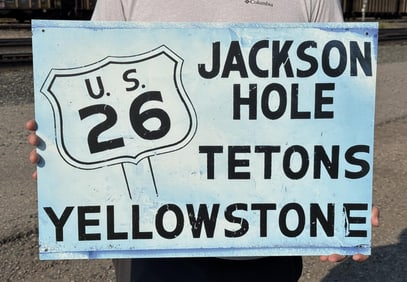 Columbia
U. S.
26
JACKSON
HOLE
TETONS
YELLOWSTONE